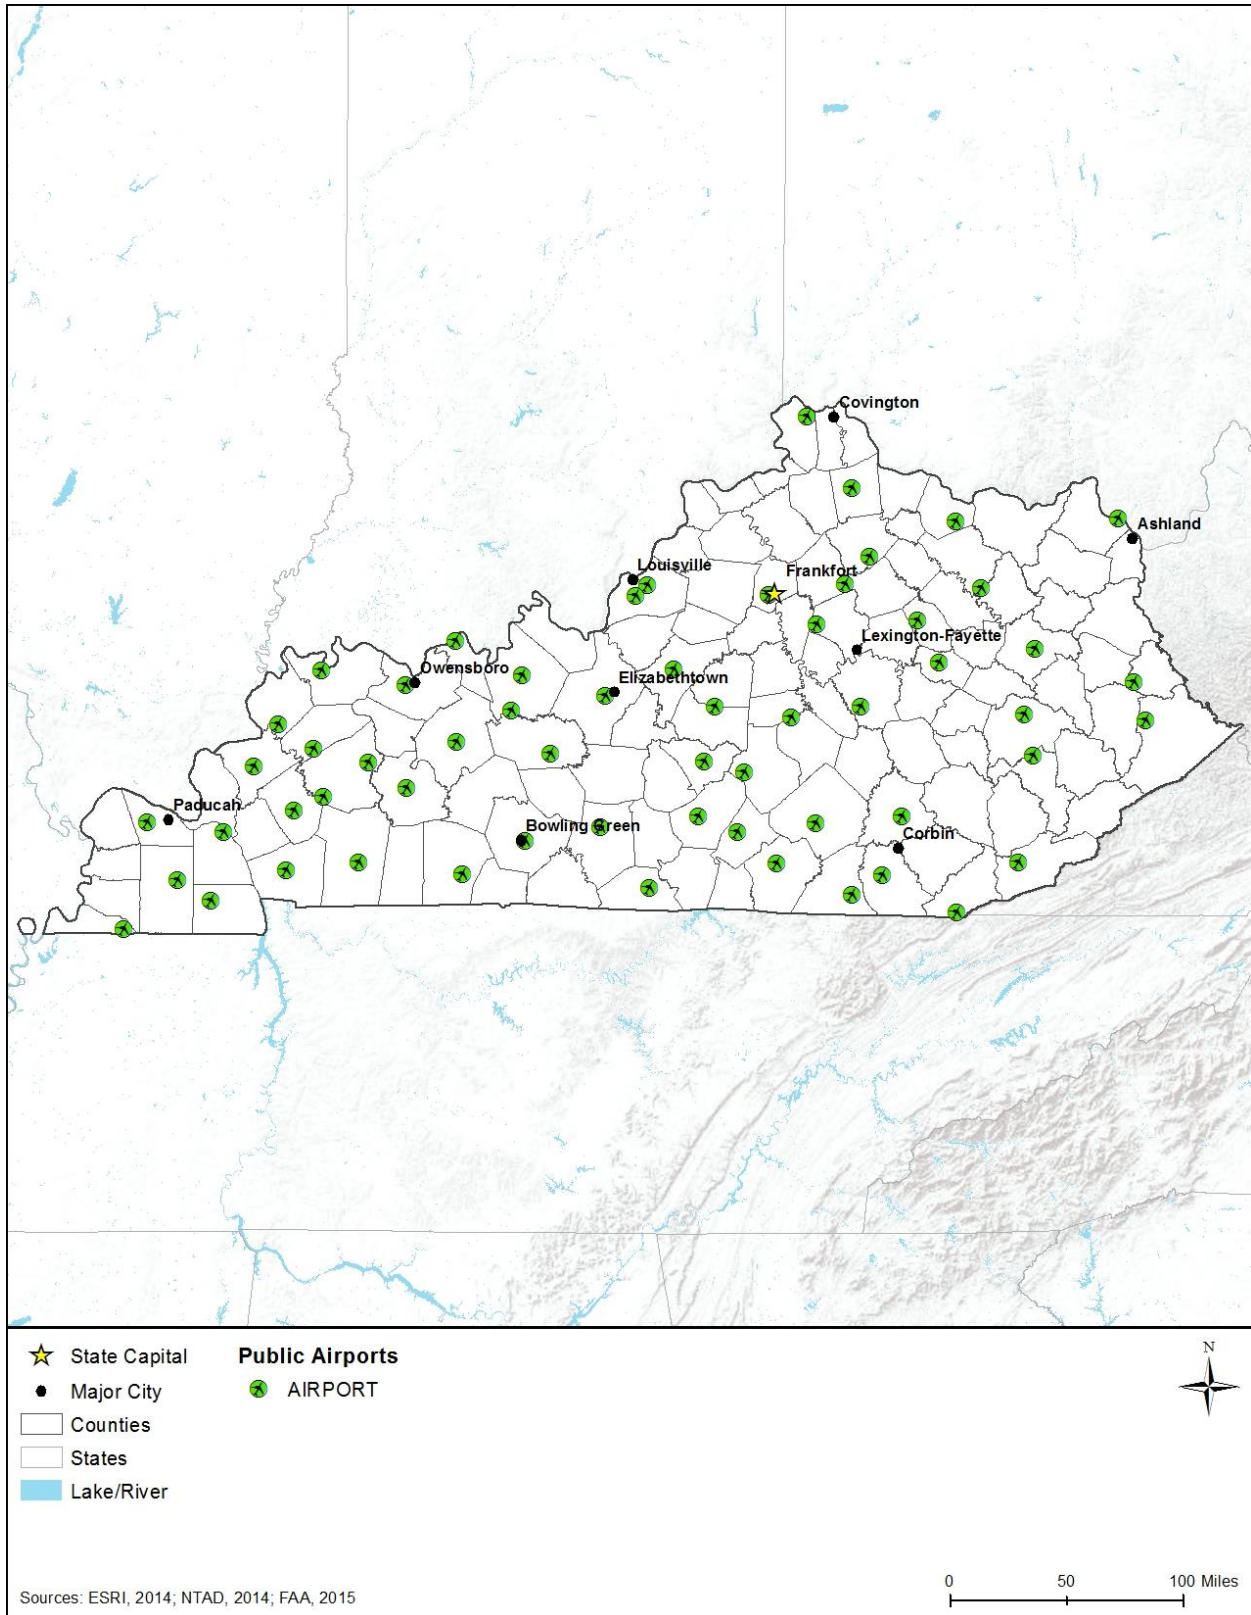 Covington
Ashland
Louisville
Frankfort
Lexington-Fayette
Owensboro
Elizabethtown
Paducah
Bowling Green
Corbin
State Capital
Public Airports
Major City
AIRPORT
Counties
States
Lake/River
N
Sources: ESRI, 2014; NTAD, 2014; FAA, 2015
0 50 100 Miles